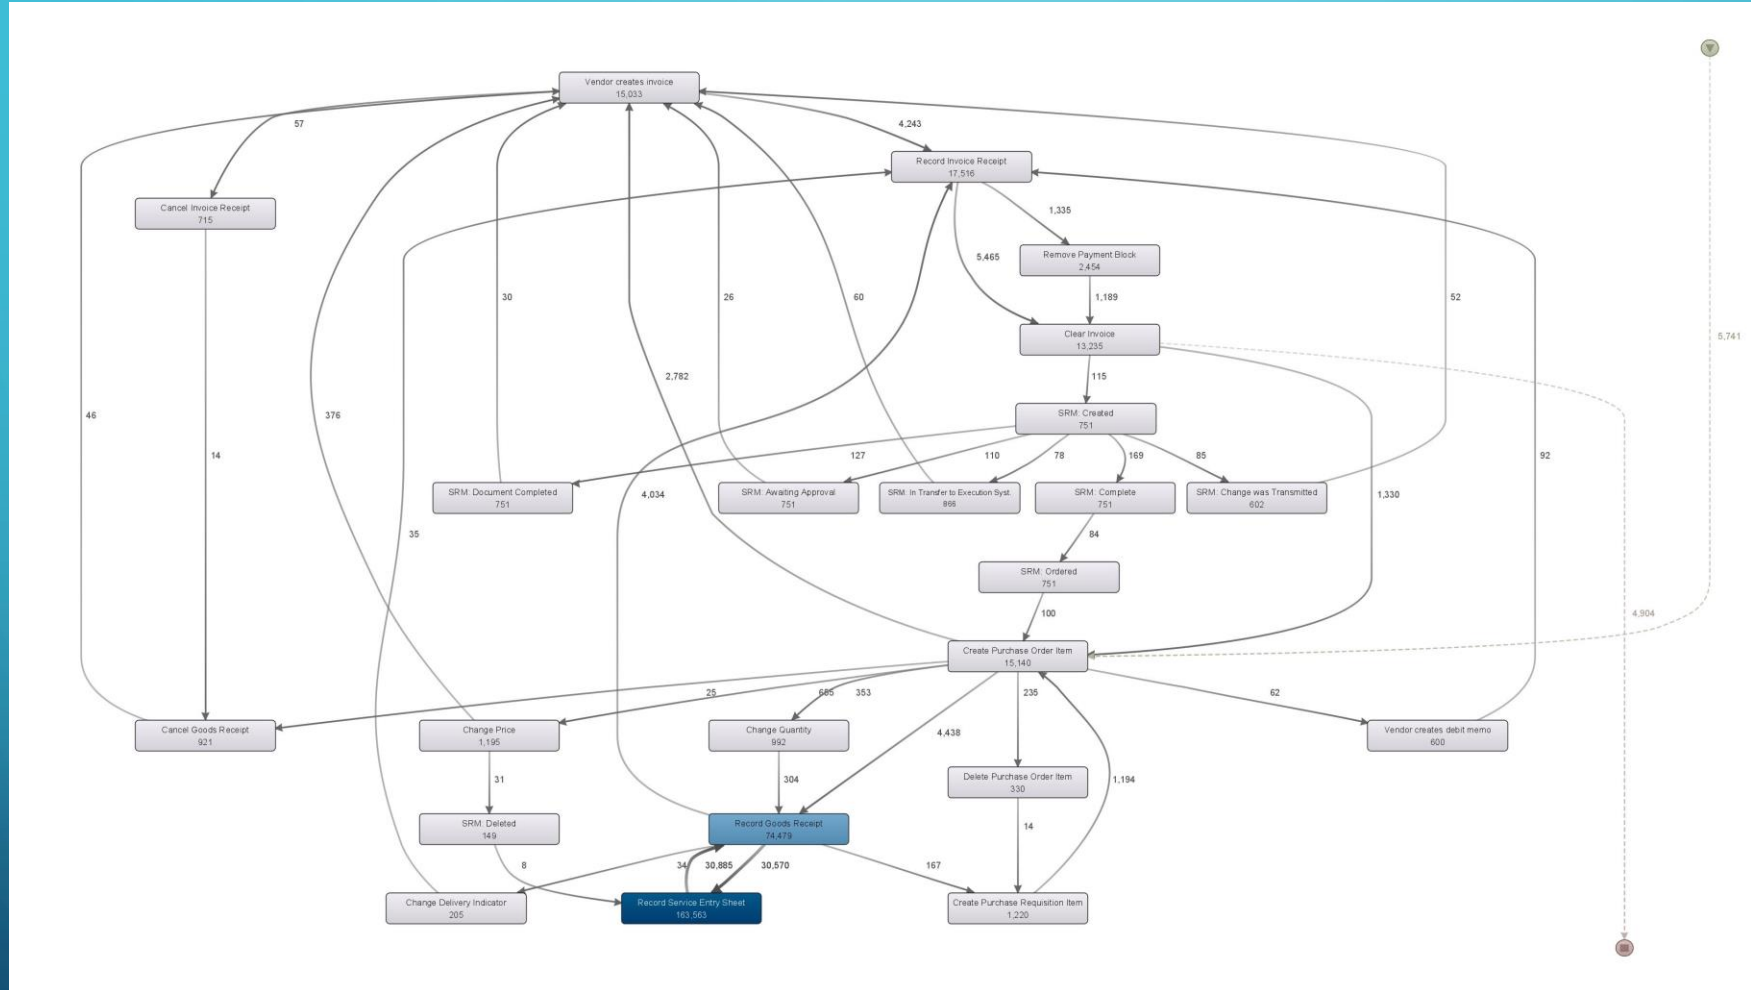 Vendor creates invoice
15,033
57
4,243
Record Invoice Receipt
17,516
Cancel Invoice Receipt
715
1,335
5,465
Remove Payment Block
2,454
30
26
60
1,189
52
Clear Invoice
13,235
5,741
2,782
115
46
376
SRM: Created
751
14
127
110
78
169
85
92
SRM: Document Completed
751
SRM: Awaiting Approval
751
SRM: In Transfer to Execution Syst.
866
SRM: Complete
751
SRM: Change was Transmitted
602
4,034
1,330
35
84
SRM: Ordered
751
100
4,904
Create Purchase Order Item
15,140
25
655
353
235
62
Cancel Goods Receipt
921
Change Price
1,195
Change Quantity
992
4,438
Vendor creates debit memo
600
31
304
Delete Purchase Order Item
330
1,194
SRM: Deleted
149
Record Goods Receipt
74,479
14
8
34
30,885
30,570
167
Change Delivery Indicator
205
Record Service Entry Sheet
163,563
Create Purchase Requisition Item
1,220